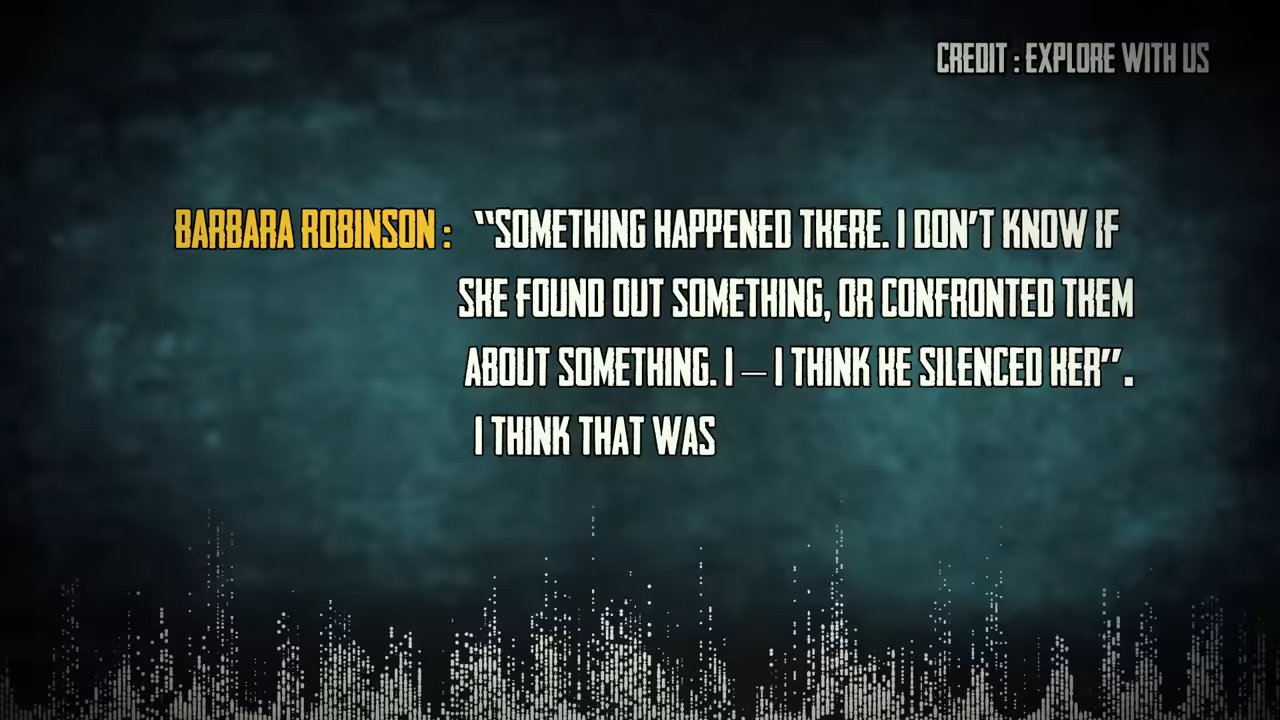 CREDIT : EXPLORE WITH US
BARBARA ROBINSON : “SOMETHING HAPPENED THERE. I DON’T KNOW IF
SHE FOUND OUT SOMETHING, OR CONFRONTED THEM
ABOUT SOMETHING. I – I THINK HE SILENCED HER”.
I THINK THAT WAS